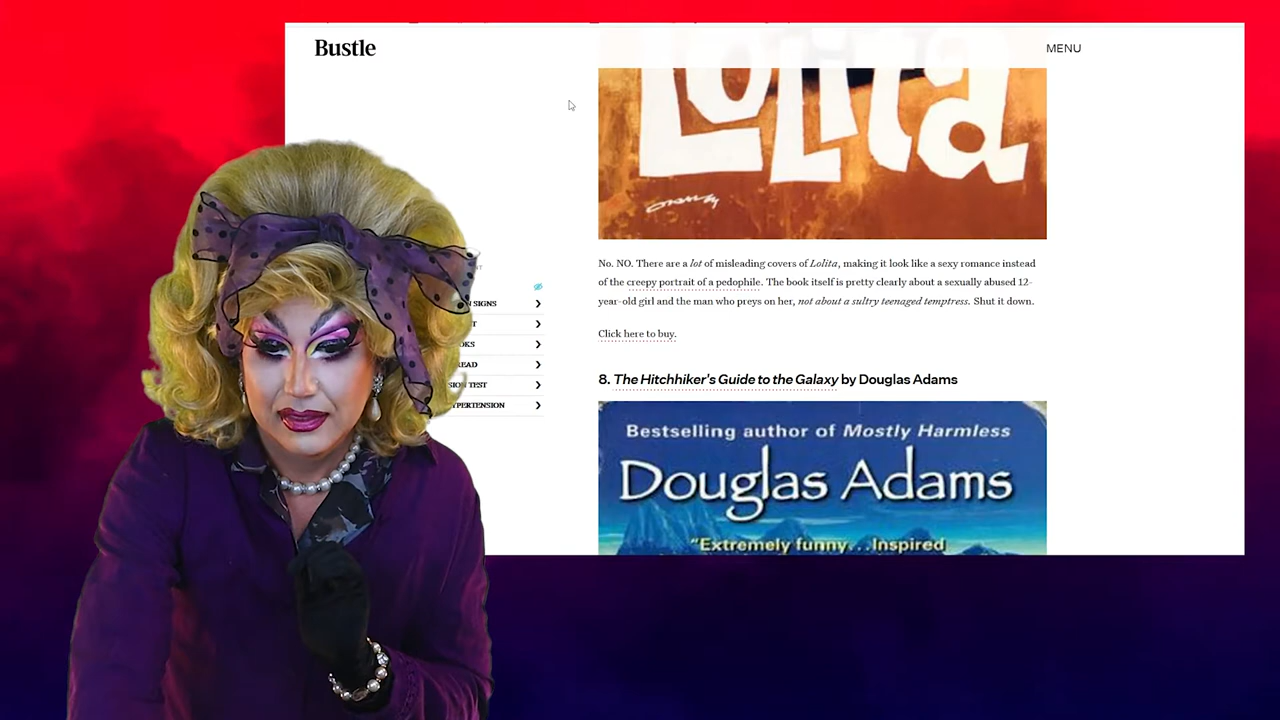 Bustle
MENU
Lolita
No. NO. There are a lot of misleading covers of Lolita, making it look like a sexy romance instead
of the creepy portrait of a pedophile. The book itself is pretty clearly about a sexually abused 12-
year-old girl and the man who preys on her, not about a sultry teenaged temptress. Shut it down.
Click here to buy.
SIGNS
TEST
8. The Hitchhiker's Guide to the Galaxy by Douglas Adams
Bestselling author of Mostly Harmless
Douglas Adams
"Extremely funny...Inspired